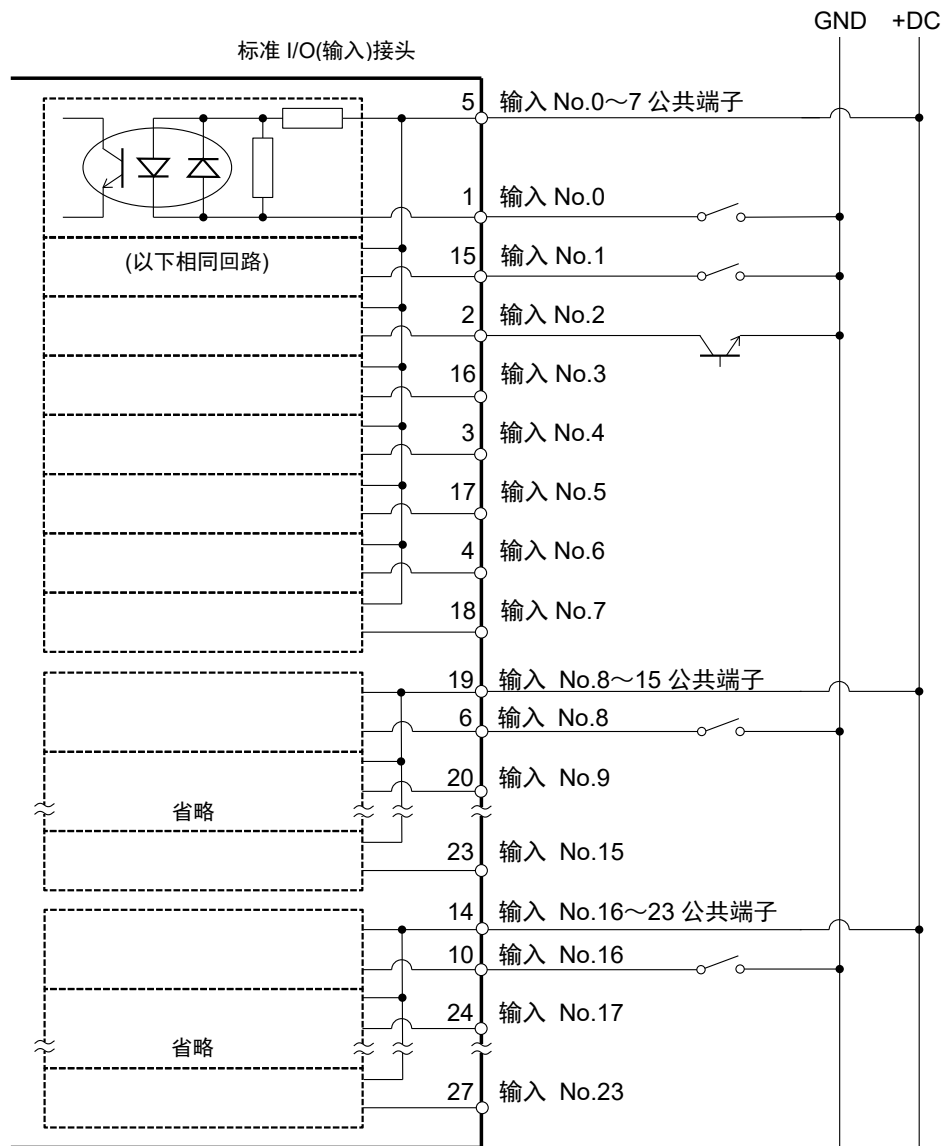 GND +DC
标准 I/O(输入)接头
5 输入 No.0～7 公共端子
1 输入 No.0
(以下相同回路)
15 输入 No.1
2 输入 No.2
16 输入 No.3
3 输入 No.4
17 输入 No.5
4 输入 No.6
18 输入 No.7
19 输入 No.8～15 公共端子
6 输入 No.8
20 输入 No.9
省略
23 输入 No.15
14 输入 No.16～23 公共端子
10 输入 No.16
24 输入 No.17
省略
27 输入 No.23